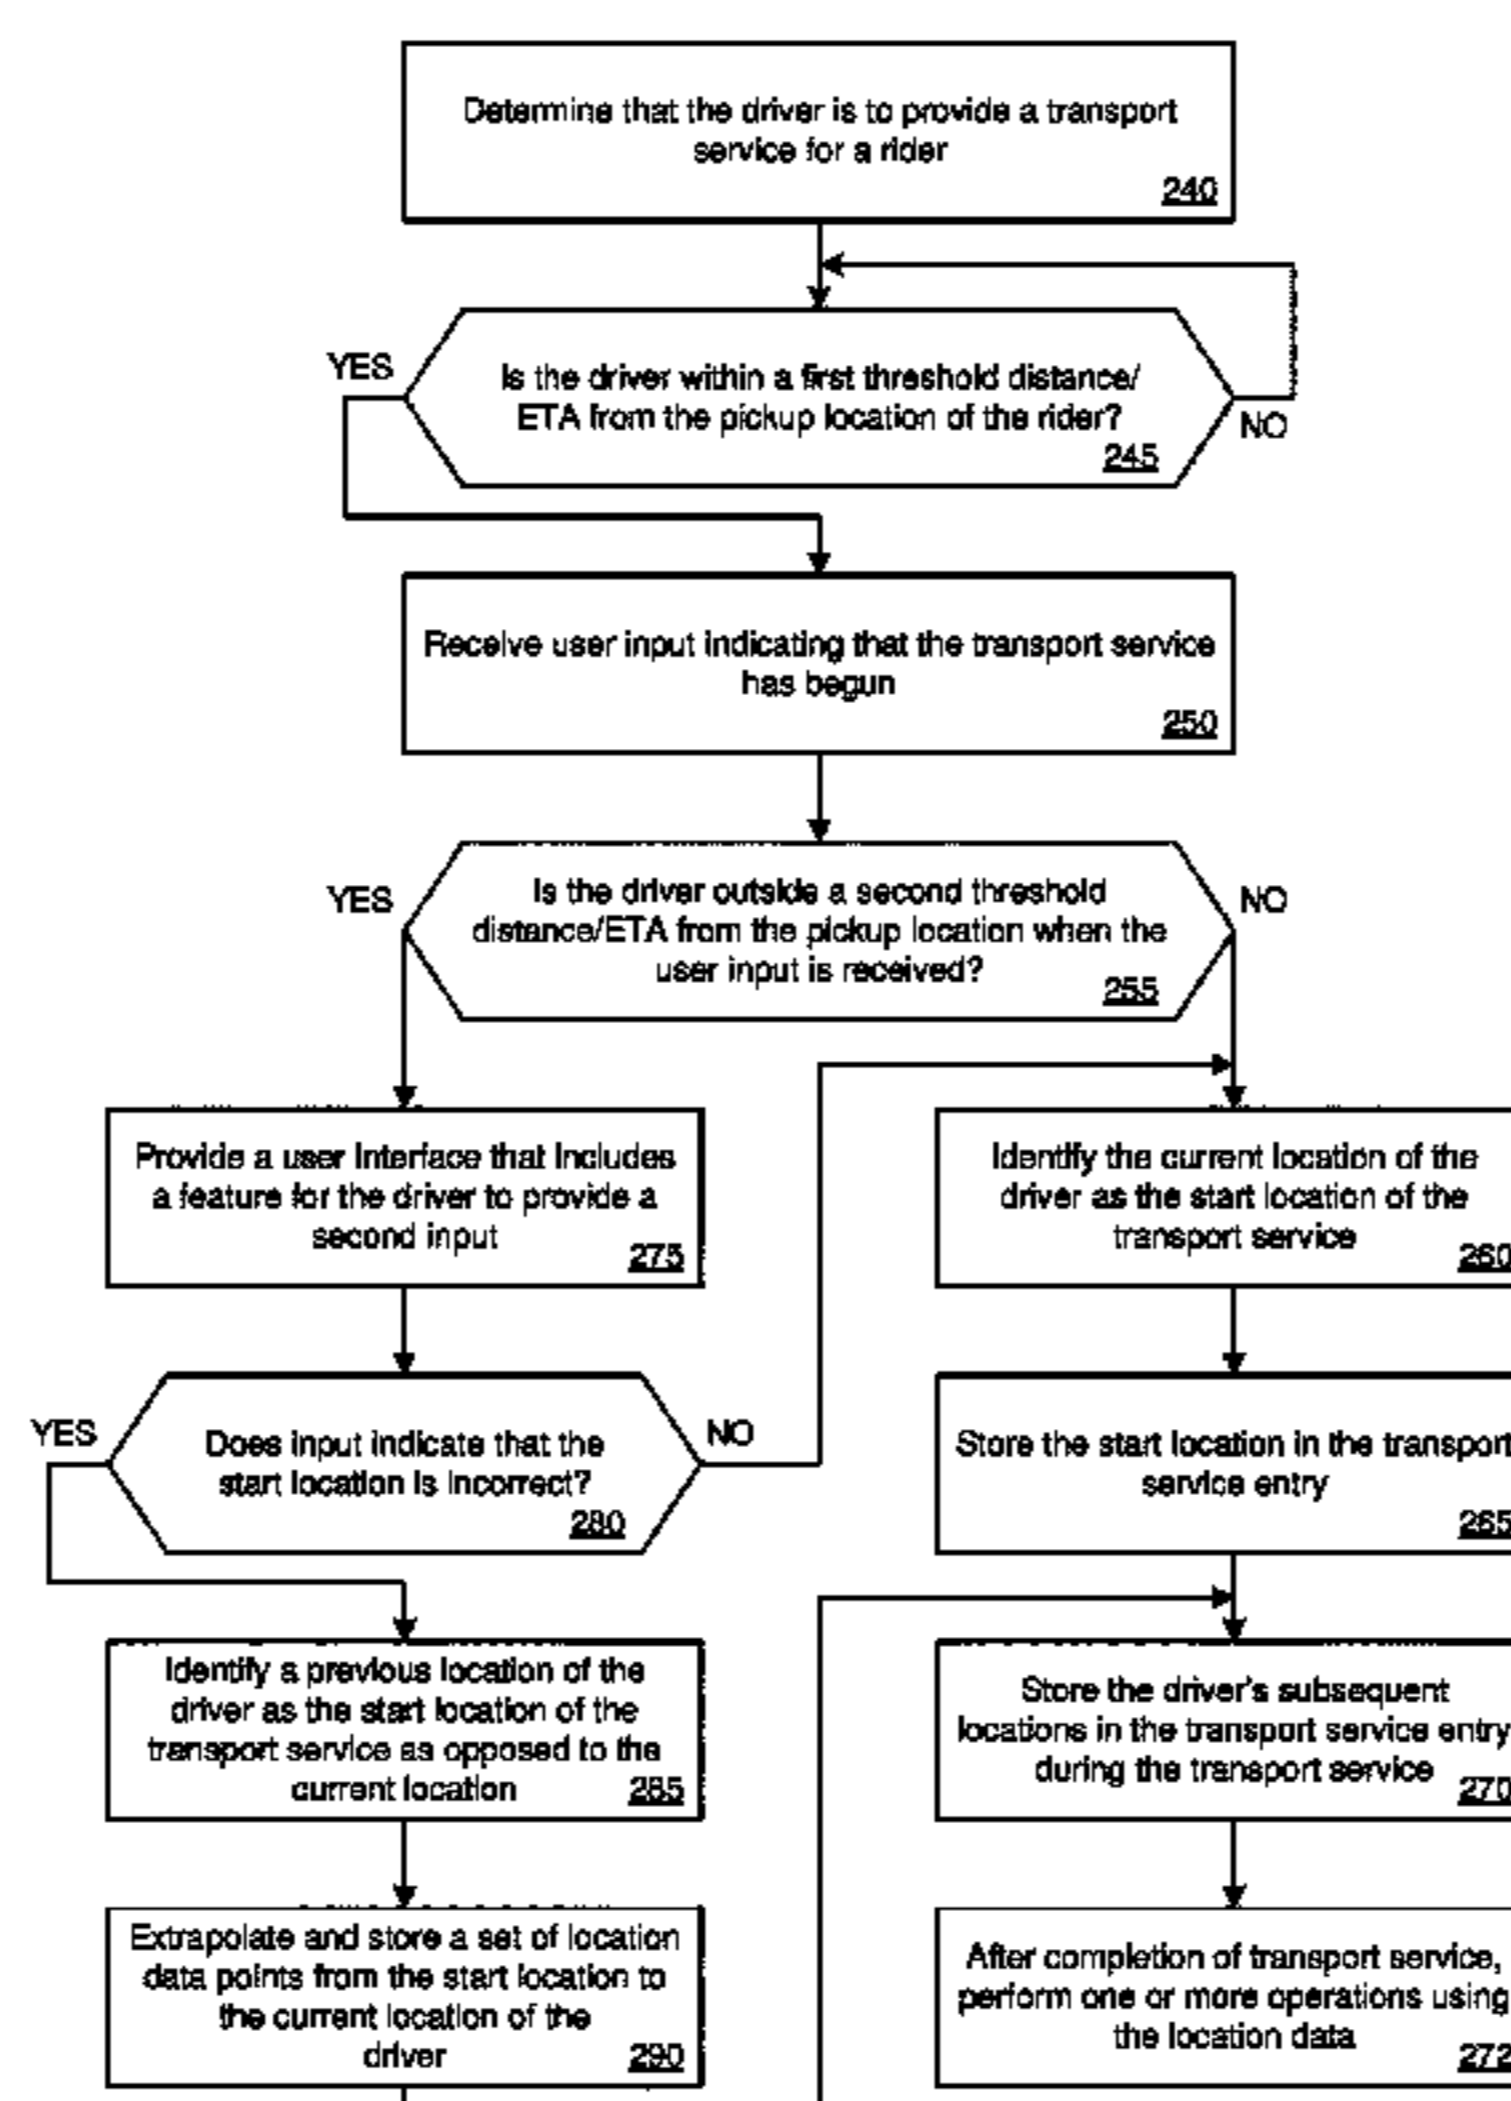 Determine that the driver is to provide a transport
service for a rider
240
YES
Is the driver within a first threshold distance/
ETA from the pickup location of the rider?
245
NO
Receive user input indicating that the transport service
has begun
250
YES
Is the driver outside a second threshold
distance/ETA from the pickup location when the
user input is received?
255
NO
Provide a user interface that includes
a feature for the driver to provide a
second input
275
Identify the current location of the
driver as the start location of the
transport service
260
YES
Does input indicate that the
start location is incorrect?
280
NO
Store the start location in the transport
service entry
265
Identify a previous location of the
driver as the start location of the
transport service as opposed to the
current location
285
Store the driver's subsequent
locations in the transport service entry
during the transport service
270
Extrapolate and store a set of location
data points from the start location to
the current location of the
driver
290
After completion of transport service,
perform one or more operations using
the location data
272